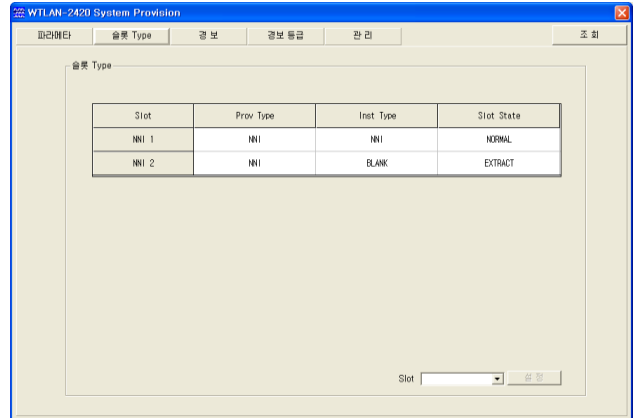 WTLAN-2420 System Provision
파라메타 슬롯 Type 경 보 경보 등급 관 리 조 회
슬롯 Type
Slot Prov Type Inst Type Slot State
NNI 1 NNI NNI NORMAL
NNI 2 NNI BLANK EXTRACT
Slot 설 정